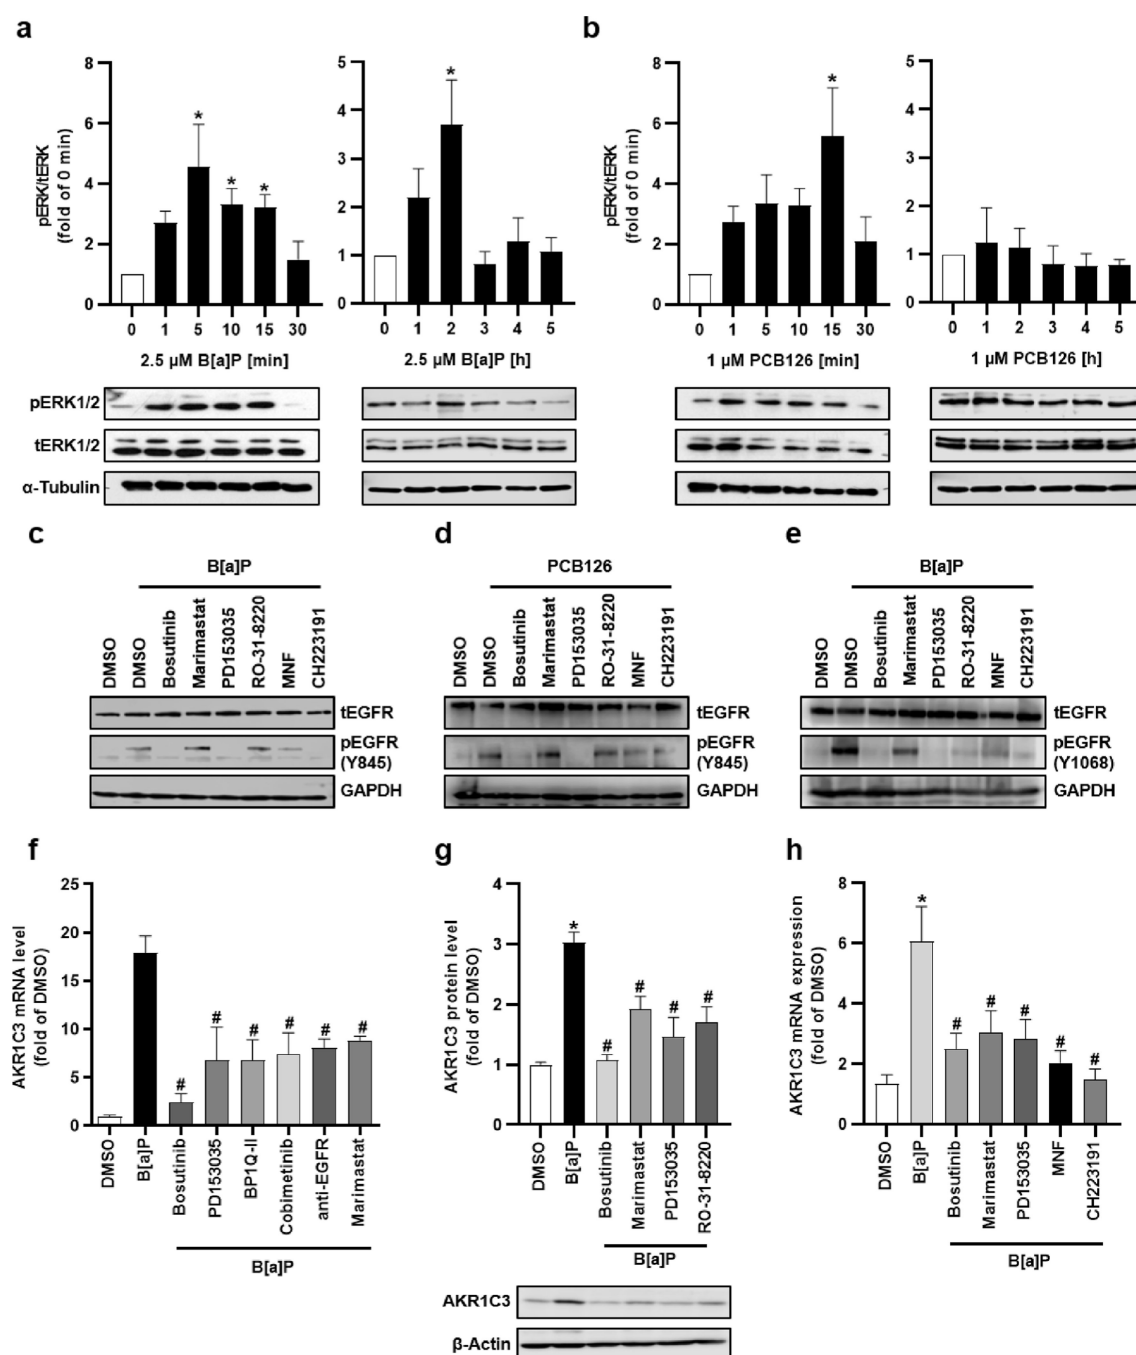 a
b
8
6
4
2
0
pERK/tERK
(fold of 0 min)
*
*
*
0 1 5 10 15 30
2.5 µM B[a]P [min]
5
4
3
2
1
0
*
0 1 2 3 4 5
2.5 µM B[a]P [h]
8
6
4
2
0
pERK/tERK
(fold of 0 min)
*
0 1 5 10 15 30
1 µM PCB126 [min]
5
4
3
2
1
0
0 1 2 3 4 5
1 µM PCB126 [h]
pERK1/2
tERK1/2
α-Tubulin
c
B[a]P
DMSO
DMSO
Bosutinib
Marimastat
PD153035
RO-31-8220
MNF
CH223191
tEGFR
pEGFR
(Y845)
GAPDH
d
PCB126
DMSO
DMSO
Bosutinib
Marimastat
PD153035
RO-31-8220
MNF
CH223191
tEGFR
pEGFR
(Y845)
GAPDH
e
B[a]P
DMSO
DMSO
Bosutinib
Marimastat
PD153035
RO-31-8220
MNF
CH223191
tEGFR
pEGFR
(Y1068)
GAPDH
f
AKR1C3 mRNA level
(fold of DMSO)
25
20
15
10
5
0
# # # # # #
DMSO
B[a]P
Bosutinib
PD153035
BP1Q-II
Cobimetinib
anti-EGFR
Marimastat
B[a]P
g
AKR1C3 protein level
(fold of DMSO)
4
3
2
1
0
*
# # # #
DMSO
B[a]P
Bosutinib
Marimastat
PD153035
RO-31-8220
B[a]P
AKR1C3
β-Actin
h
AKR1C3 mRNA expression
(fold of DMSO)
8
6
4
2
0
*
# # # # #
DMSO
B[a]P
Bosutinib
Marimastat
PD153035
MNF
CH223191
B[a]P